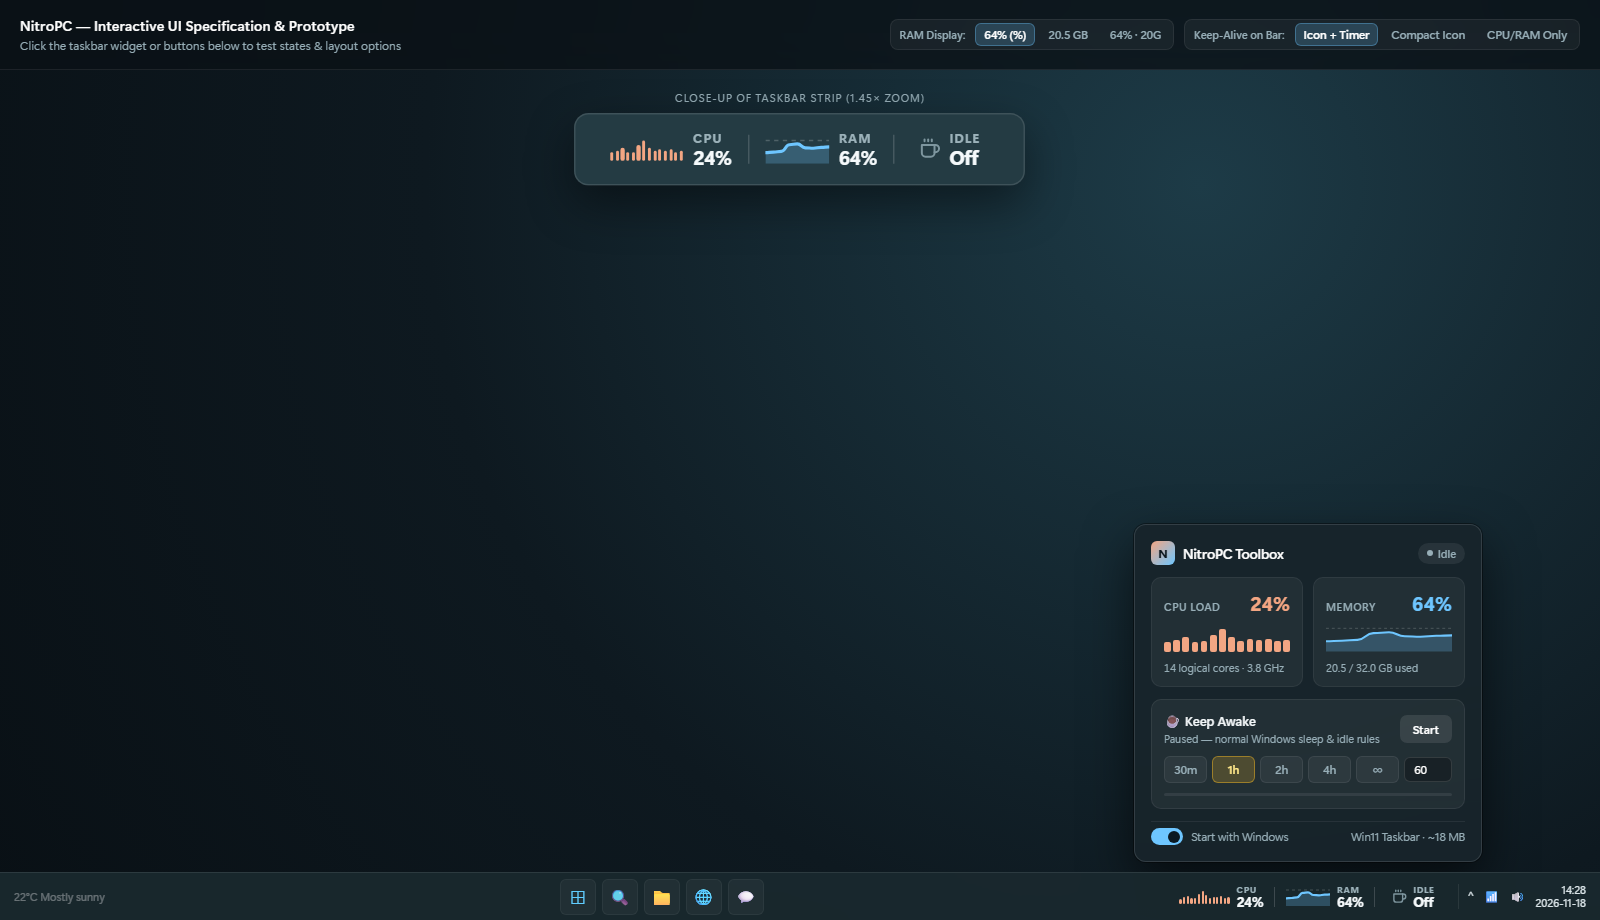 NitroPC — Interactive UI Specification & Prototype
Click the taskbar widget or buttons below to test states & layout options
RAM Display: 64% (%) 20.5 GB 64% · 20G
Keep-Alive on Bar: Icon + Timer Compact Icon CPU/RAM Only
CLOSE-UP OF TASKBAR STRIP (1.45× ZOOM)
CPU
24%
RAM
64%
IDLE
Off
N NitroPC Toolbox Idle
CPU LOAD 24%
14 logical cores · 3.8 GHz
MEMORY 64%
20.5 / 32.0 GB used
Keep Awake
Paused — normal Windows sleep & idle rules
Start
30m 1h 2h 4h ∞ 60
Start with Windows Win11 Taskbar · ~18 MB
22°C Mostly sunny
CPU
24%
RAM
64%
IDLE
Off
^
14:28
2026-11-18